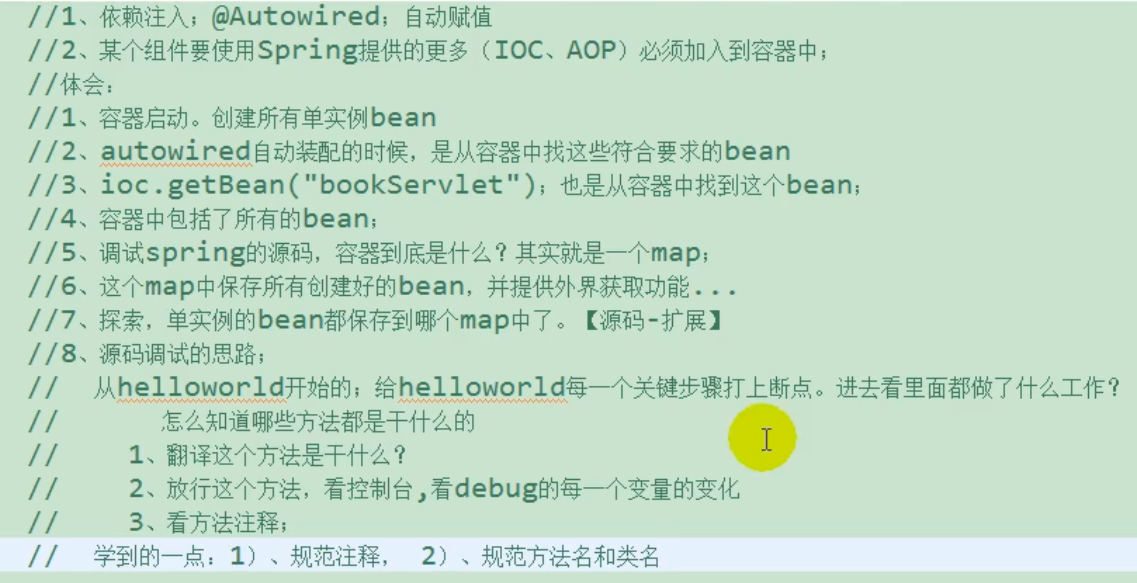 //1、依赖注入；@Autowired；自动赋值
//2、某个组件要使用Spring提供的更多（IOC、AOP）必须加入到容器中；
//体会：
//1、容器启动。创建所有单实例bean
//2、autowired自动装配的时候，是从容器中找这些符合要求的bean
//3、ioc.getBean("bookServlet")；也是从容器中找到这个bean；
//4、容器中包括了所有的bean；
//5、调试spring的源码，容器到底是什么？其实就是一个map；
//6、这个map中保存所有创建好的bean，并提供外界获取功能...
//7、探索，单实例的bean都保存到哪个map中了。【源码-扩展】
//8、源码调试的思路；
// 从helloworld开始的；给helloworld每一个关键步骤打上断点。进去看里面都做了什么工作？
// 怎么知道哪些方法都是干什么的
// 1、翻译这个方法是干什么？
// 2、放行这个方法，看控制台,看debug的每一个变量的变化
// 3、看方法注释；
// 学到的一点：1）、规范注释， 2）、规范方法名和类名